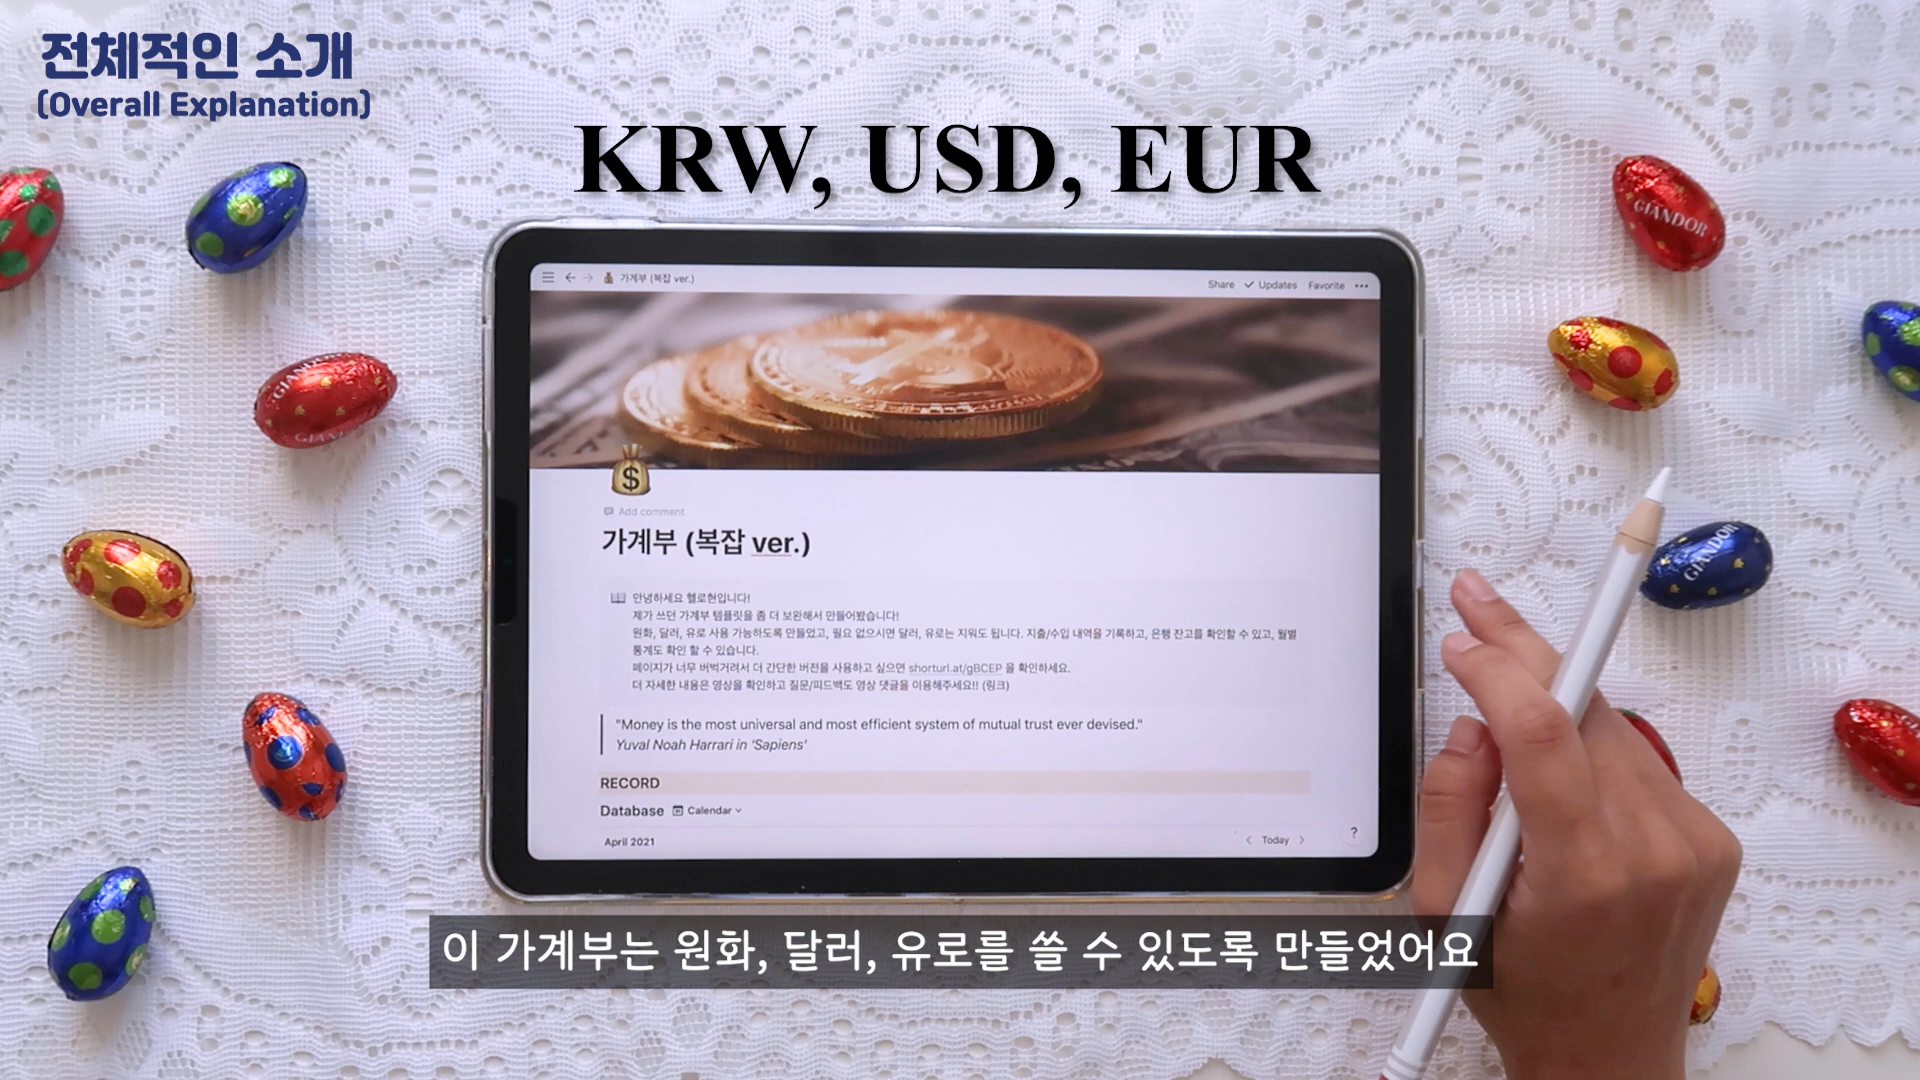 전체적인 소개
(Overall Explanation)
KRW, USD, EUR
가계부 (복잡 ver.)
Share ✓ Updates Favorite •••
Add comment
가계부 (복잡 ver.)
안녕하세요 헬로현입니다!
제가 쓰던 가계부 템플릿을 좀 더 보완해서 만들어봤습니다!
원화, 달러, 유로 사용 가능하도록 만들었고, 필요 없으시면 달러, 유로는 지워도 됩니다. 지출/수입 내역을 기록하고, 은행 잔고를 확인할 수 있고, 월별
통계도 확인 할 수 있습니다.
페이지가 너무 버벅거려서 더 간단한 버전을 사용하고 싶으면 shorturl.at/gBCEP 을 확인하세요.
더 자세한 내용은 영상을 확인하고 질문/피드백도 영상 댓글을 이용해주세요!! (링크)
"Money is the most universal and most efficient system of mutual trust ever devised."
Yuval Noah Harrari in 'Sapiens'
RECORD
Database Calendar
April 2021
Today
?
GIANDOR
GIANDOR
이 가계부는 원화, 달러, 유로를 쓸 수 있도록 만들었어요